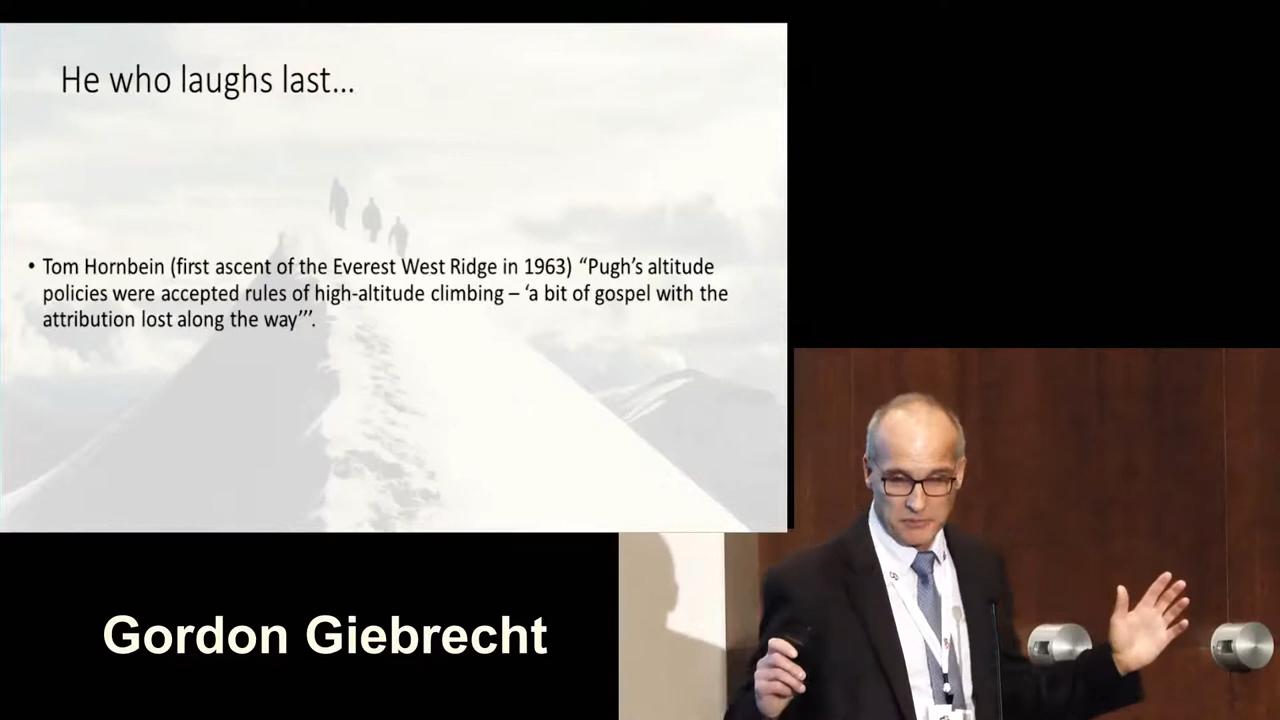 He who laughs last...
• Tom Hornbein (first ascent of the Everest West Ridge in 1963) “Pugh’s altitude
policies were accepted rules of high-altitude climbing – ‘a bit of gospel with the
attribution lost along the way’”.
Gordon Giebrecht